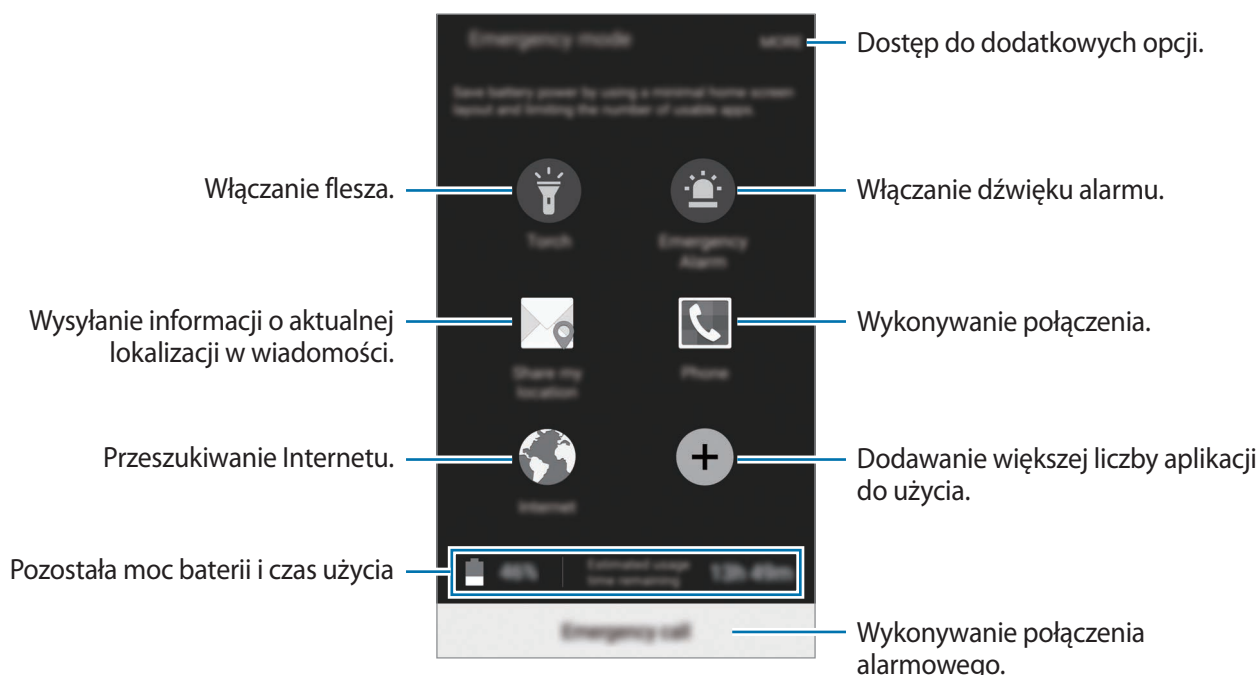 Emergency mode
MORE
Dostęp do dodatkowych opcji.
Save battery power by using a minimal home screen
layout and limiting the number of usable apps.
Włączanie flesza.
Włączanie dźwięku alarmu.
Torch
Emergency
Alarm
Wysyłanie informacji o aktualnej
lokalizacji w wiadomości.
Wykonywanie połączenia.
Share my
location
Phone
Przeszukiwanie Internetu.
Dodawanie większej liczby aplikacji
do użycia.
Internet
Pozostała moc baterii i czas użycia
46%
Estimated usage
time remaining
13h 49m
Emergency call
Wykonywanie połączenia
alarmowego.